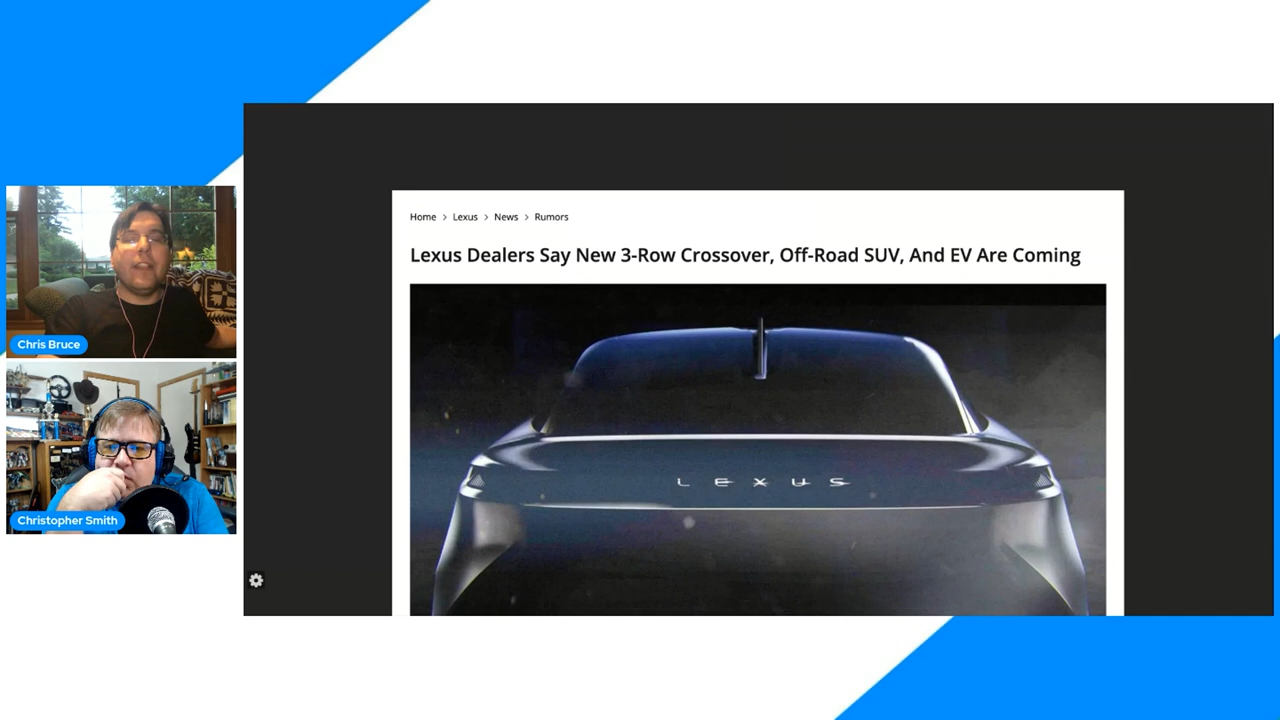 Home > Lexus > News > Rumors
Lexus Dealers Say New 3-Row Crossover, Off-Road SUV, And EV Are Coming
LEXUS
Chris Bruce
Christopher Smith